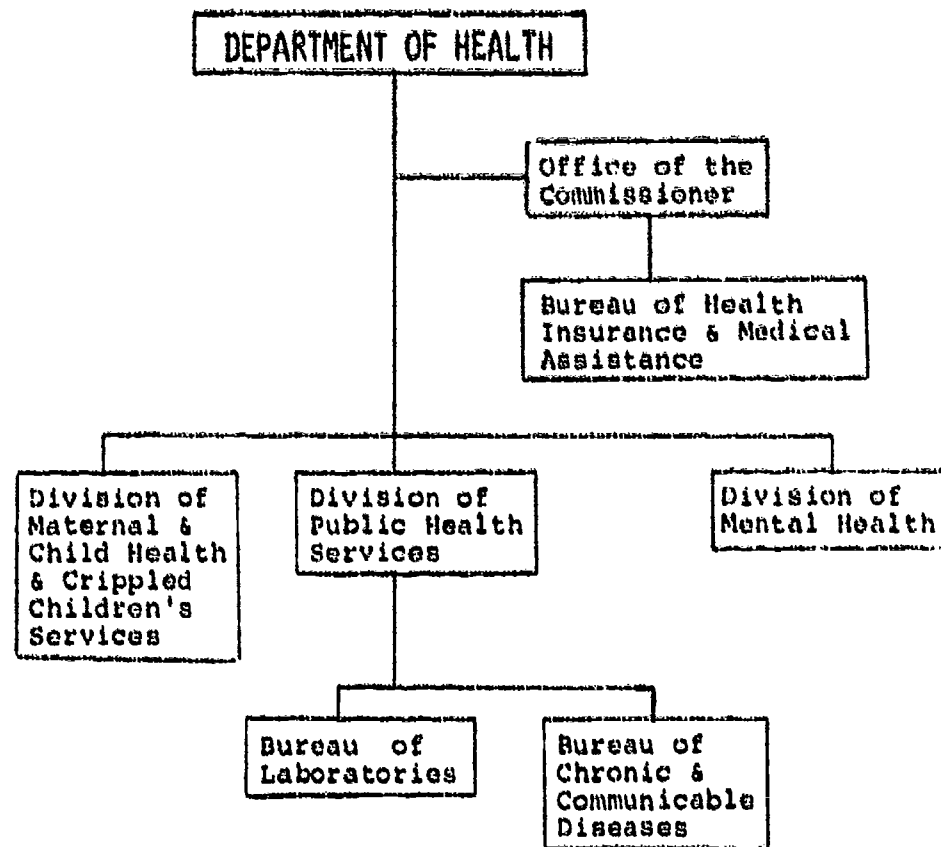 DEPARTMENT OF HEALTH
Office of the
Commissioner
Bureau of Health
Insurance & Medical
Assistance
Division of
Maternal &
Child Health
& Crippled
Children's
Services
Division of
Public Health
Services
Division of
Mental Health
Bureau of
Laboratories
Bureau of
Chronic &
Communicable
Diseases